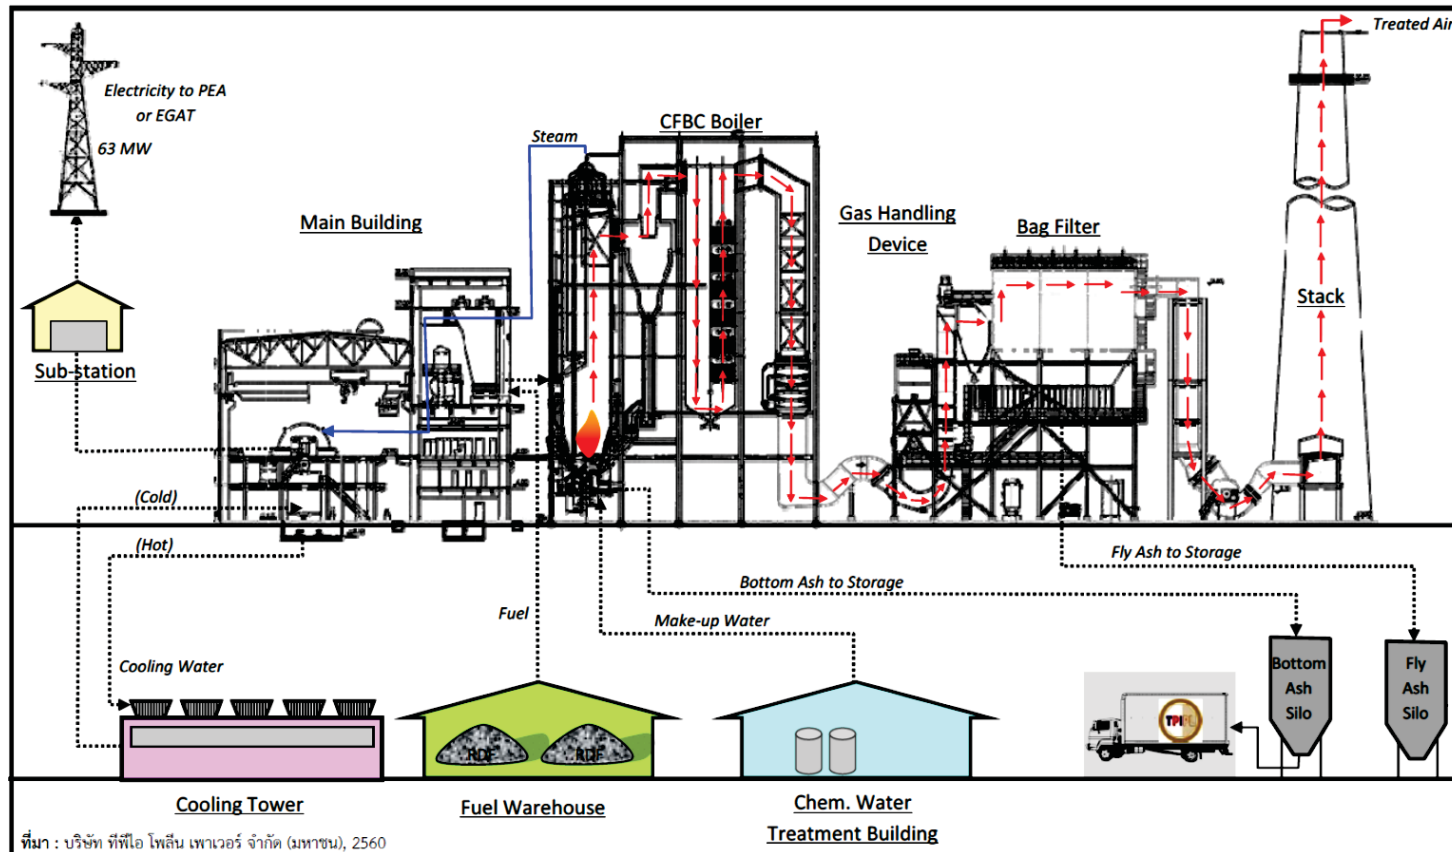 Treated Air
Electricity to PEA
or EGAT
63 MW
Steam
CFBC Boiler
Main Building
Gas Handling
Device
Bag Filter
Stack
Sub-station
(Cold)
(Hot)
Fly Ash to Storage
Bottom Ash to Storage
Fuel
Make-up Water
Cooling Water
Bottom
Ash
Silo
Fly
Ash
Silo
RDF
RDF
TPIPL
Cooling Tower
Fuel Warehouse
Chem. Water
Treatment Building
ที่มา : บริษัท ทีพีไอ โพลีน เพาเวอร์ จำกัด (มหาชน), 2560